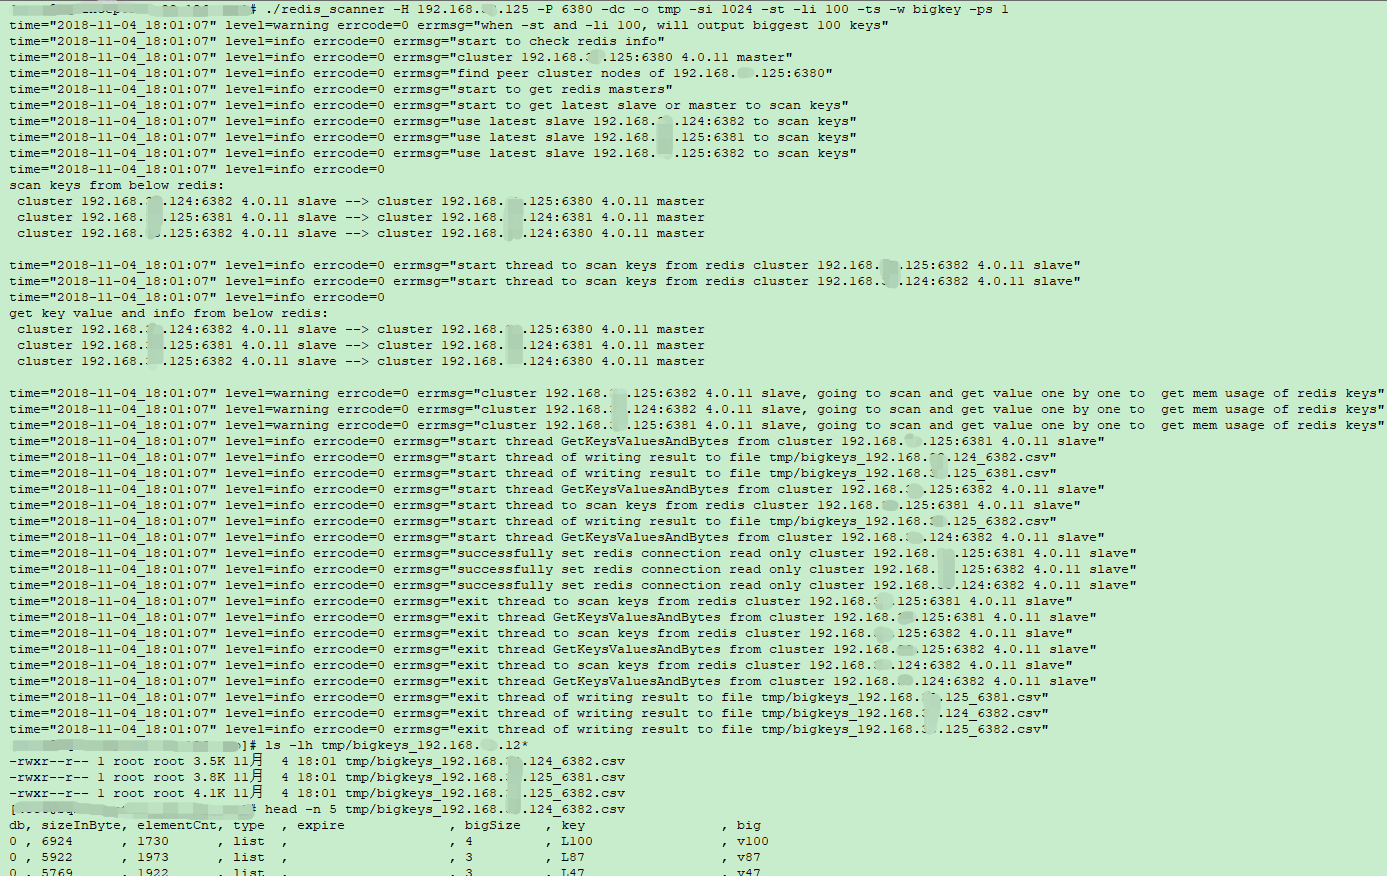 # ./redis_scanner -H 192.168. .125 -P 6380 -dc -o tmp -si 1024 -st -li 100 -ts -w bigkey -ps 1
time="2018-11-04_18:01:07" level=warning errcode=0 errmsg="when -st and -li 100, will output biggest 100 keys"
time="2018-11-04_18:01:07" level=info errcode=0 errmsg="start to check redis info"
time="2018-11-04_18:01:07" level=info errcode=0 errmsg="cluster 192.168. .125:6380 4.0.11 master"
time="2018-11-04_18:01:07" level=info errcode=0 errmsg="find peer cluster nodes of 192.168. .125:6380"
time="2018-11-04_18:01:07" level=info errcode=0 errmsg="start to get redis masters"
time="2018-11-04_18:01:07" level=info errcode=0 errmsg="start to get latest slave or master to scan keys"
time="2018-11-04_18:01:07" level=info errcode=0 errmsg="use latest slave 192.168. .124:6382 to scan keys"
time="2018-11-04_18:01:07" level=info errcode=0 errmsg="use latest slave 192.168. .125:6381 to scan keys"
time="2018-11-04_18:01:07" level=info errcode=0 errmsg="use latest slave 192.168. .125:6382 to scan keys"
time="2018-11-04_18:01:07" level=info errcode=0
scan keys from below redis:
cluster 192.168. .124:6382 4.0.11 slave --> cluster 192.168. .125:6380 4.0.11 master
cluster 192.168. .125:6381 4.0.11 slave --> cluster 192.168. .124:6381 4.0.11 master
cluster 192.168. .125:6382 4.0.11 slave --> cluster 192.168. .124:6380 4.0.11 master
time="2018-11-04_18:01:07" level=info errcode=0 errmsg="start thread to scan keys from redis cluster 192.168. .125:6382 4.0.11 slave"
time="2018-11-04_18:01:07" level=info errcode=0 errmsg="start thread to scan keys from redis cluster 192.168. .124:6382 4.0.11 slave"
time="2018-11-04_18:01:07" level=info errcode=0
get key value and info from below redis:
cluster 192.168. .124:6382 4.0.11 slave --> cluster 192.168. .125:6380 4.0.11 master
cluster 192.168. .125:6381 4.0.11 slave --> cluster 192.168. .124:6381 4.0.11 master
cluster 192.168. .125:6382 4.0.11 slave --> cluster 192.168. .124:6380 4.0.11 master
time="2018-11-04_18:01:07" level=warning errcode=0 errmsg="cluster 192.168. .125:6382 4.0.11 slave, going to scan and get value one by one to  get mem usage of redis keys"
time="2018-11-04_18:01:07" level=warning errcode=0 errmsg="cluster 192.168. .124:6382 4.0.11 slave, going to scan and get value one by one to  get mem usage of redis keys"
time="2018-11-04_18:01:07" level=warning errcode=0 errmsg="cluster 192.168. .125:6381 4.0.11 slave, going to scan and get value one by one to  get mem usage of redis keys"
time="2018-11-04_18:01:07" level=info errcode=0 errmsg="start thread GetKeysValuesAndBytes from cluster 192.168. .125:6381 4.0.11 slave"
time="2018-11-04_18:01:07" level=info errcode=0 errmsg="start thread of writing result to file tmp/bigkeys_192.168. .124_6382.csv"
time="2018-11-04_18:01:07" level=info errcode=0 errmsg="start thread of writing result to file tmp/bigkeys_192.168. .125_6381.csv"
time="2018-11-04_18:01:07" level=info errcode=0 errmsg="start thread GetKeysValuesAndBytes from cluster 192.168. .125:6382 4.0.11 slave"
time="2018-11-04_18:01:07" level=info errcode=0 errmsg="start thread to scan keys from redis cluster 192.168. .125:6381 4.0.11 slave"
time="2018-11-04_18:01:07" level=info errcode=0 errmsg="start thread of writing result to file tmp/bigkeys_192.168. .125_6382.csv"
time="2018-11-04_18:01:07" level=info errcode=0 errmsg="start thread GetKeysValuesAndBytes from cluster 192.168. .124:6382 4.0.11 slave"
time="2018-11-04_18:01:07" level=info errcode=0 errmsg="successfully set redis connection read only cluster 192.168. .125:6381 4.0.11 slave"
time="2018-11-04_18:01:07" level=info errcode=0 errmsg="successfully set redis connection read only cluster 192.168. .125:6382 4.0.11 slave"
time="2018-11-04_18:01:07" level=info errcode=0 errmsg="successfully set redis connection read only cluster 192.168. .124:6382 4.0.11 slave"
time="2018-11-04_18:01:07" level=info errcode=0 errmsg="exit thread to scan keys from redis cluster 192.168. .125:6381 4.0.11 slave"
time="2018-11-04_18:01:07" level=info errcode=0 errmsg="exit thread GetKeysValuesAndBytes from cluster 192.168. .125:6381 4.0.11 slave"
time="2018-11-04_18:01:07" level=info errcode=0 errmsg="exit thread to scan keys from redis cluster 192.168. .125:6382 4.0.11 slave"
time="2018-11-04_18:01:07" level=info errcode=0 errmsg="exit thread GetKeysValuesAndBytes from cluster 192.168. .125:6382 4.0.11 slave"
time="2018-11-04_18:01:07" level=info errcode=0 errmsg="exit thread to scan keys from redis cluster 192.168. .124:6382 4.0.11 slave"
time="2018-11-04_18:01:07" level=info errcode=0 errmsg="exit thread GetKeysValuesAndBytes from cluster 192.168. .124:6382 4.0.11 slave"
time="2018-11-04_18:01:07" level=info errcode=0 errmsg="exit thread of writing result to file tmp/bigkeys_192.168. .125_6381.csv"
time="2018-11-04_18:01:07" level=info errcode=0 errmsg="exit thread of writing result to file tmp/bigkeys_192.168. .124_6382.csv"
time="2018-11-04_18:01:07" level=info errcode=0 errmsg="exit thread of writing result to file tmp/bigkeys_192.168. .125_6382.csv"
]# ls -lh tmp/bigkeys_192.168. .12*
-rwxr--r-- 1 root root 3.5K 11月  4 18:01 tmp/bigkeys_192.168. .124_6382.csv
-rwxr--r-- 1 root root 3.8K 11月  4 18:01 tmp/bigkeys_192.168. .125_6381.csv
-rwxr--r-- 1 root root 4.1K 11月  4 18:01 tmp/bigkeys_192.168. .125_6382.csv
[ # head -n 5 tmp/bigkeys_192.168. .124_6382.csv
db, sizeInByte, elementCnt, type , expire , bigSize , key , big
0 , 6924 , 1730 , list , , 4 , L100 , v100
0 , 5922 , 1973 , list , , 3 , L87 , v87
0 , 5769 , 1922 , list , , 3 , L47 , v47